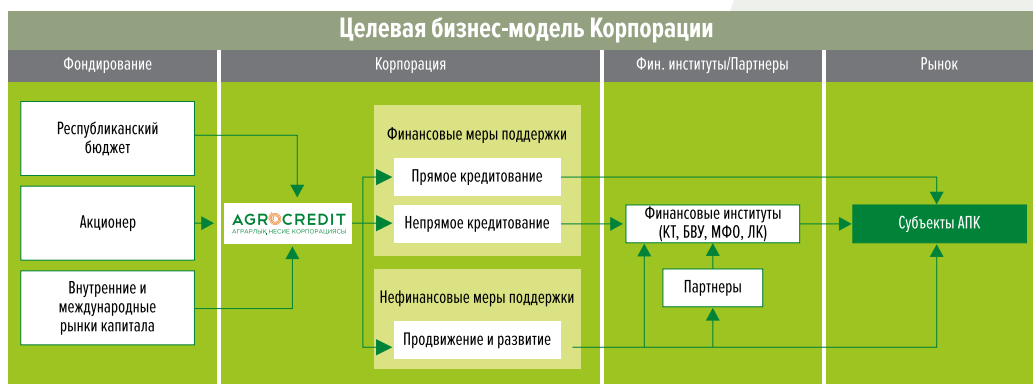 Целевая бизнес-модель Корпорации
Фондирование
Корпорация
Фин. институты/Партнеры
Рынок
Республиканский
бюджет
Акционер
Внутренние и
международные
рынки капитала
AGROCREDIT
АГРАРЛЫҚ НЕСИЕ КОРПОРАЦИЯСЫ
Финансовые меры поддержки
Прямое кредитование
Непрямое кредитование
Нефинансовые меры поддержки
Продвижение и развитие
Финансовые институты
(КТ, БВУ, МФО, ЛК)
Партнеры
Субъекты АПК